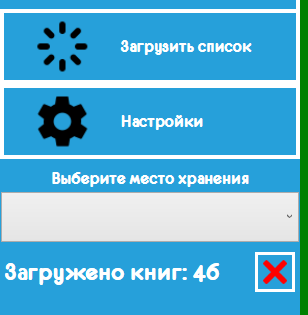 Загрузить список
Настройки
Выберите место хранения
Загружено книг: 46